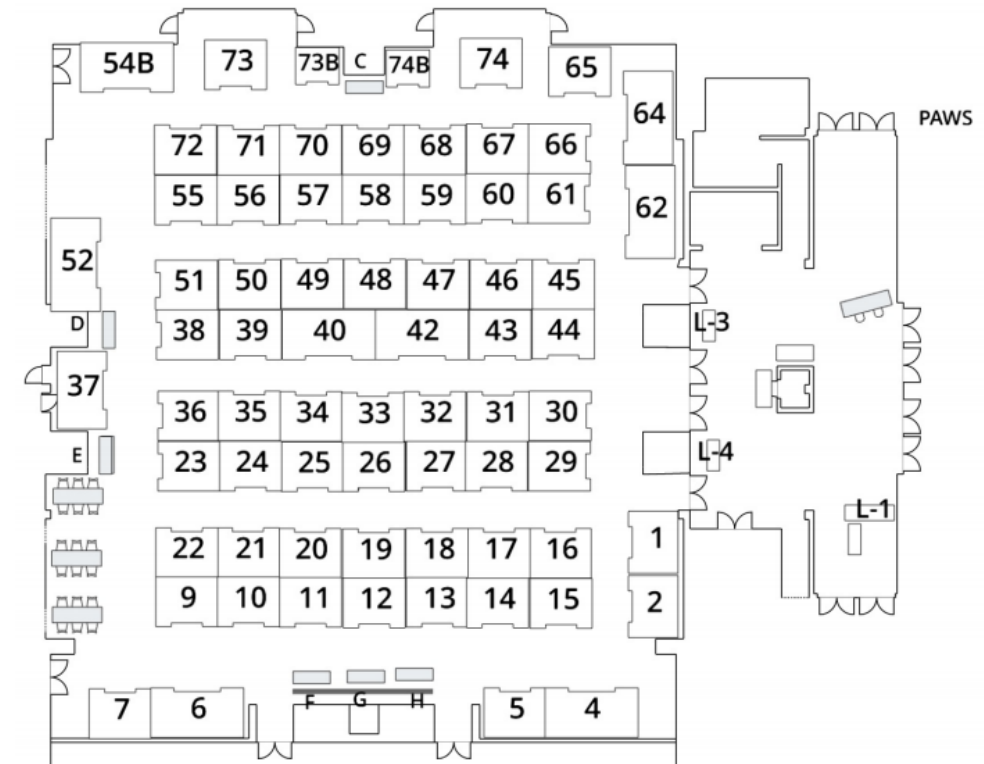 54B 73 73B C 74B 74 65
64 PAWS
72 71 70 69 68 67 66
55 56 57 58 59 60 61 62
52 51 50 49 48 47 46 45
D 38 39 40 42 43 44 L-3
37
36 35 34 33 32 31 30
E 23 24 25 26 27 28 29 L-4
L-1
22 21 20 19 18 17 16 1
9 10 11 12 13 14 15 2
7 6 F G H 5 4